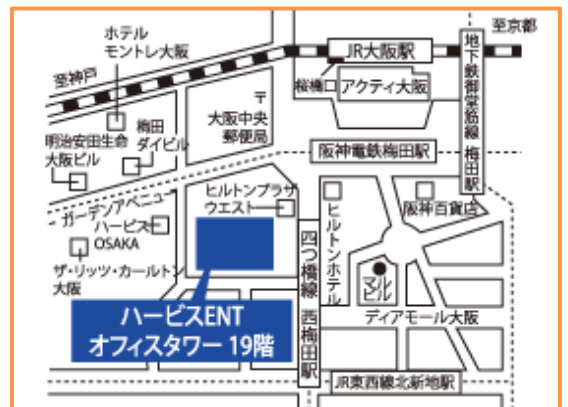 ホテル
モントレ大阪
至京都
JR大阪駅
至神戸
桜橋口
アクティ大阪
地下鉄御堂筋線 梅田駅
〒
大阪中央
郵便局
梅田
ダイビル
明治安田生命
大阪ビル
阪神電鉄梅田駅
ヒルトンプラザ
ウエスト
ヒルトンホテル
阪神百貨店
ガーデンアベニュー
ハービス
OSAKA
ザ・リッツ・カールトン
大阪
四つ橋線 西梅田駅
マルビル
ハービスENT
オフィスタワー 19階
ディアモール大阪
JR東西線北新地駅